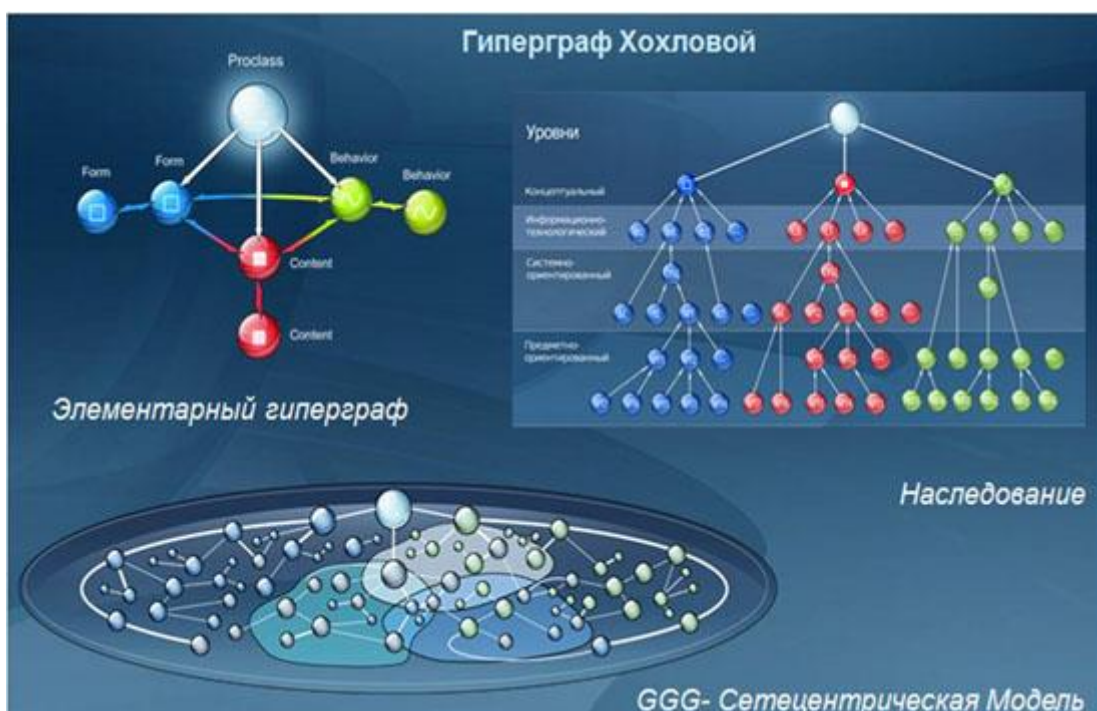 Гиперграф Хохловой
Proclass
Form
Form
Behavior
Behavior
Content
Content
Элементарный гиперграф
Уровни
Концептуальный
Информационно-
технологический
Системно-
ориентированный
Предметно-
ориентированный
Наследование
GGG- Сетецентрическая Модель